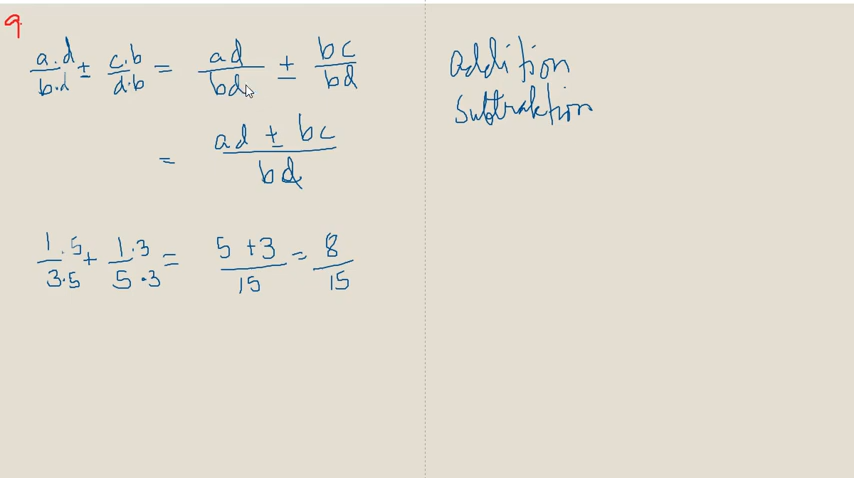 9.
a·d/b·d ± c·b/d·b = ad/bd ± bc/bd
= ad ± bc/bd
1·5/3·5 + 1·3/5·3 = 5+3/15 = 8/15
addition
subtraktion